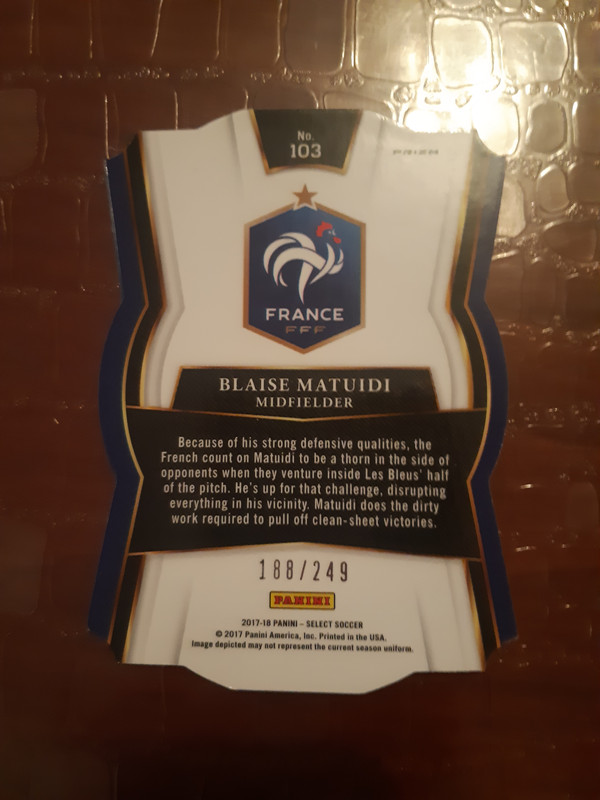 No.
103
PRIZM
FRANCE
FFF
BLAISE MATUIDI
MIDFIELDER
Because of his strong defensive qualities, the
French count on Matuidi to be a thorn in the side of
opponents when they venture inside Les Bleus' half
of the pitch. He's up for that challenge, disrupting
everything in his vicinity. Matuidi does the dirty
work required to pull off clean-sheet victories.
188/249
PANINI
2017-18 PANINI – SELECT SOCCER
© 2017 Panini America, Inc. Printed in the USA.
Image depicted may not represent the current season uniform.